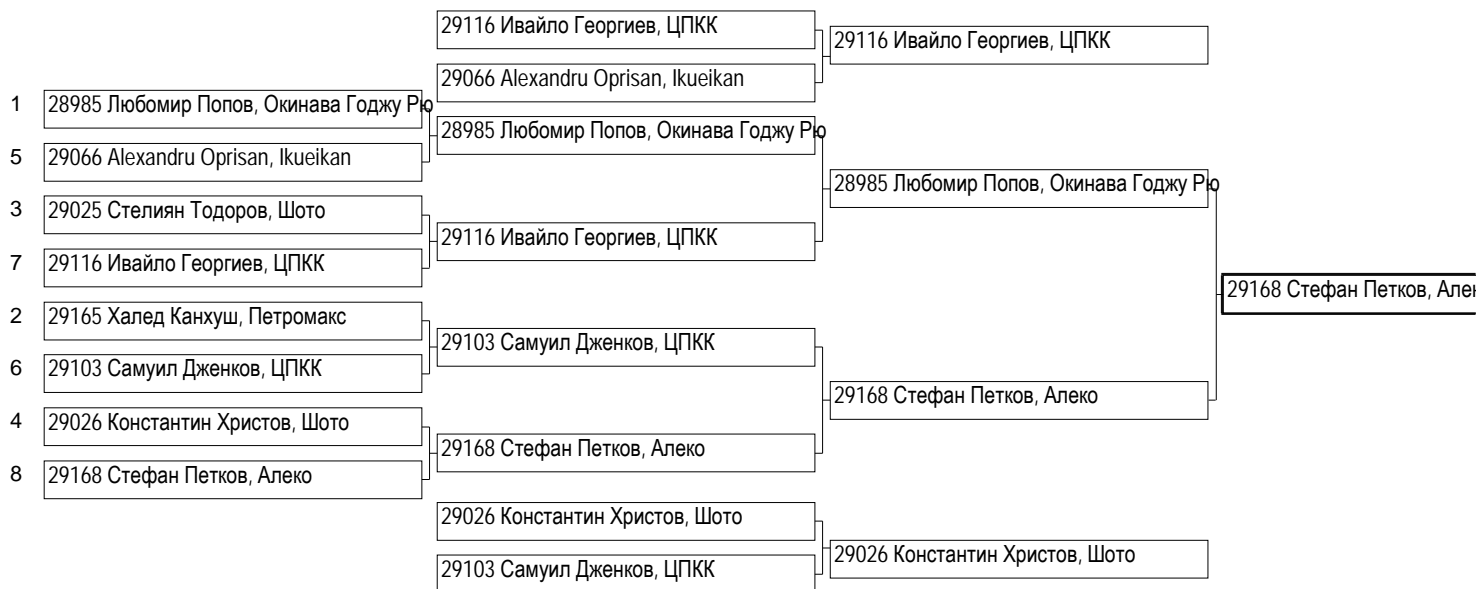 29116 Ивайло Георгиев, ЦПКК
29066 Alexandru Oprisan, Ikueikan
29116 Ивайло Георгиев, ЦПКК
1 28985 Любомир Попов, Окинава Годжу Рю
5 29066 Alexandru Oprisan, Ikueikan
3 29025 Стелиян Тодоров, Шото
7 29116 Ивайло Георгиев, ЦПКК
2 29165 Халед Канхуш, Петромакс
6 29103 Самуил Дженков, ЦПКК
4 29026 Константин Христов, Шото
8 29168 Стефан Петков, Алеко
28985 Любомир Попов, Окинава Годжу Рю
29116 Ивайло Георгиев, ЦПКК
29103 Самуил Дженков, ЦПКК
29168 Стефан Петков, Алеко
28985 Любомир Попов, Окинава Годжу Рю
29168 Стефан Петков, Алеко
29168 Стефан Петков,
29026 Константин Христов, Шото
29103 Самуил Дженков, ЦПКК
29026 Константин Христов, Шото